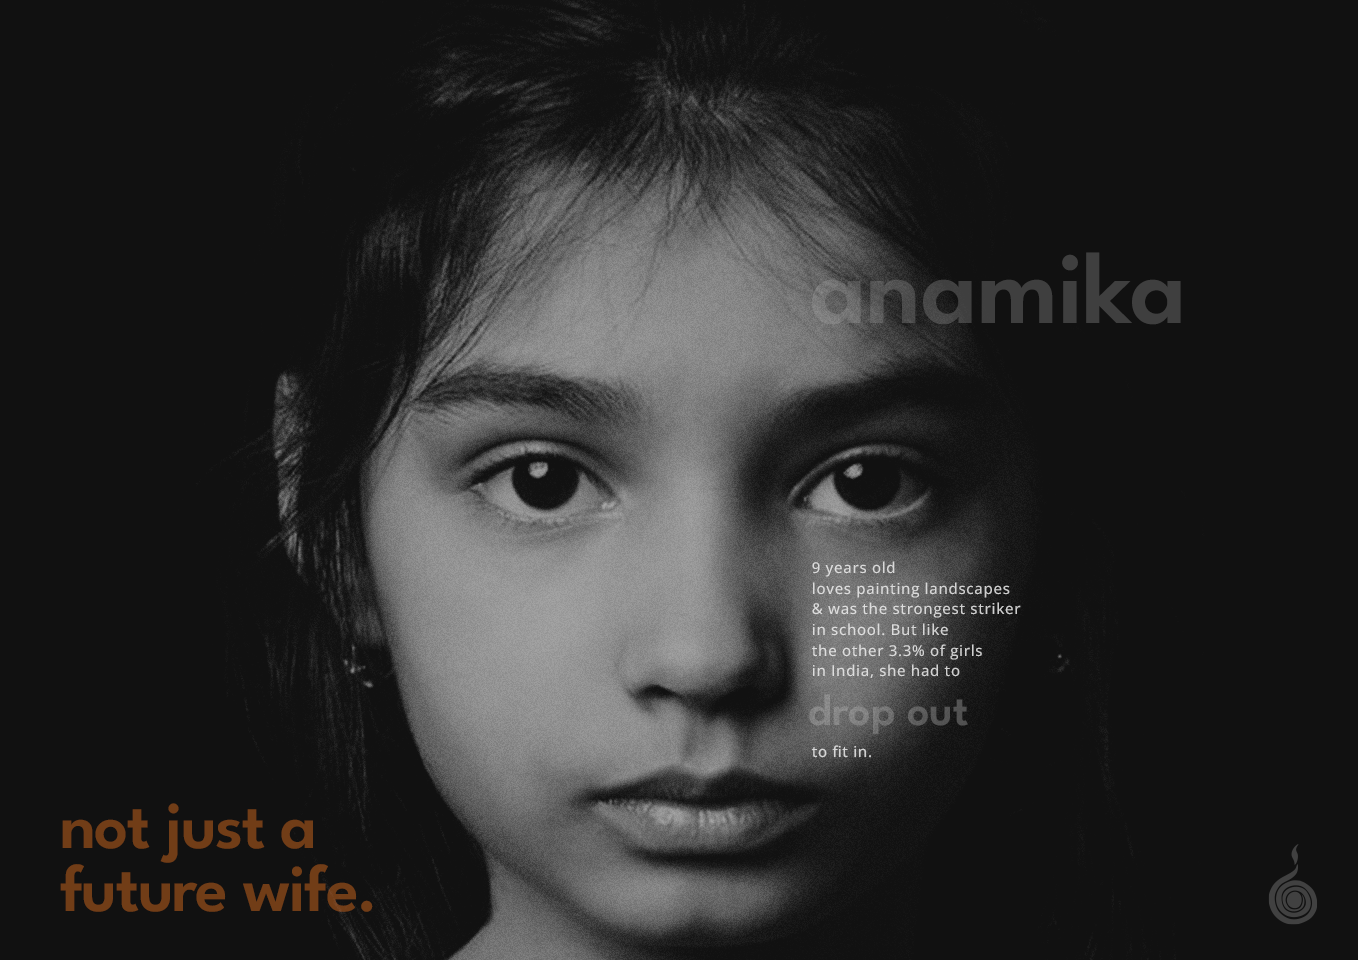 anamika
9 years old
loves painting landscapes
& was the strongest striker
in school. But like
the other 3.3% of girls
in India, she had to
drop out
to fit in.
not just a
future wife.